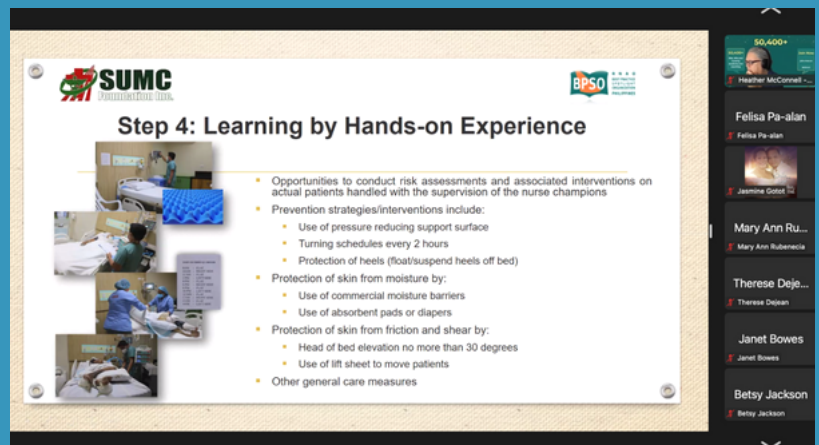 SUMC
Foundation Inc.
BPSO
BEST PRACTICE
SPOTLIGHT
ORGANIZATION
PHILIPPINES
Step 4: Learning by Hands-on Experience
Opportunities to conduct risk assessments and associated interventions on
actual patients handled with the supervision of the nurse champions
Prevention strategies/interventions include:
Use of pressure reducing support surface
Turning schedules every 2 hours
Protection of heels (float/suspend heels off bed)
Protection of skin from moisture by:
Use of commercial moisture barriers
Use of absorbent pads or diapers
Protection of skin from friction and shear by:
Head of bed elevation no more than 30 degrees
Use of lift sheet to move patients
Other general care measures
50,400+
Heather McConnell -...
Felisa Pa-alan
Felisa Pa-alan
Jasmine Gotot
Mary Ann Ru...
Mary Ann Rubenecia
Therese Deje...
Therese Dejean
Janet Bowes
Janet Bowes
Betsy Jackson
Betsy Jackson